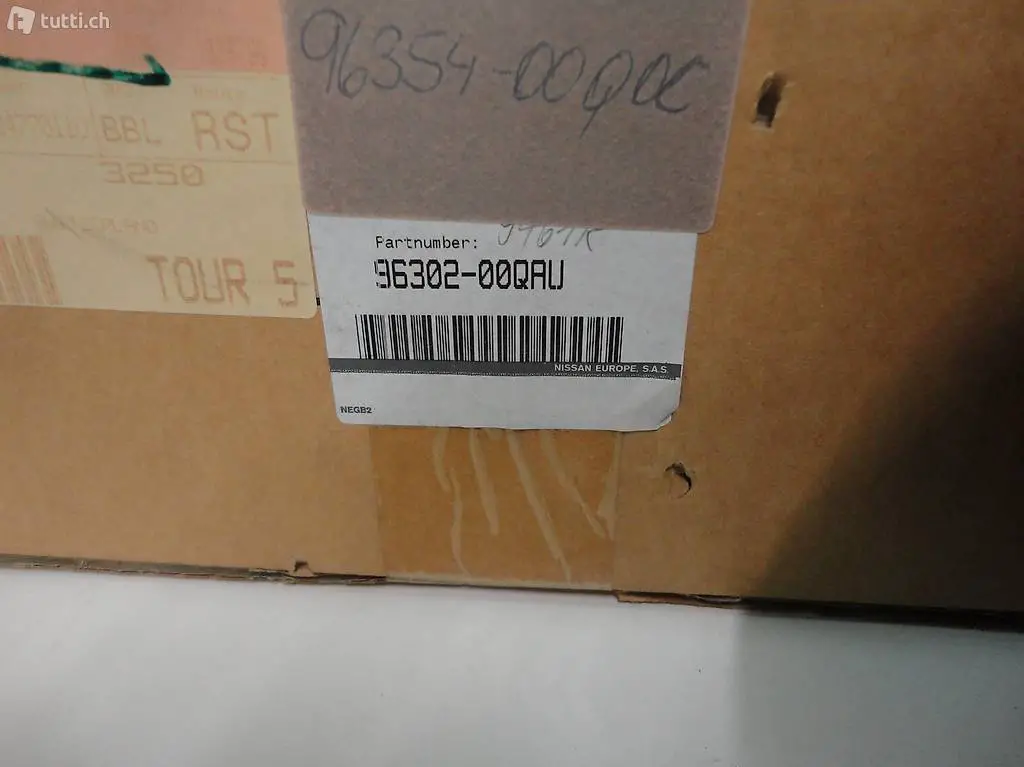 tutti.ch
96354-00Q0C
BBL RST
3250
TOUR 5
Partnumber:
96302-00QAU
NISSAN EUROPE, S.A.S.
NEGB2